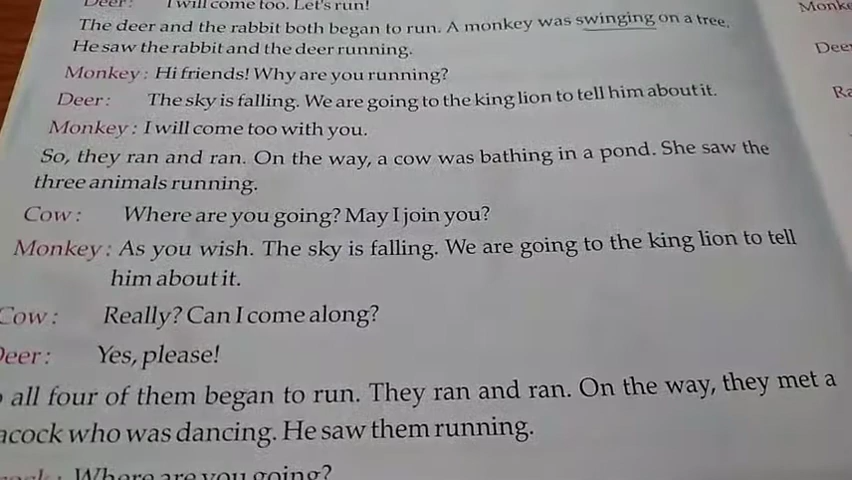 Deer: I will come too. Let's run!
The deer and the rabbit both began to run. A monkey was swinging on a tree.
He saw the rabbit and the deer running.
Monkey: Hi friends! Why are you running?
Deer: The sky is falling. We are going to the king lion to tell him about it.
Monkey: I will come too with you.
So, they ran and ran. On the way, a cow was bathing in a pond. She saw the
three animals running.
Cow: Where are you going? May I join you?
Monkey: As you wish. The sky is falling. We are going to the king lion to tell
him about it.
Cow: Really? Can I come along?
Deer: Yes, please!
all four of them began to run. They ran and ran. On the way, they met a
acock who was dancing. He saw them running.
Where are you going?
Monke
Deer
Ra